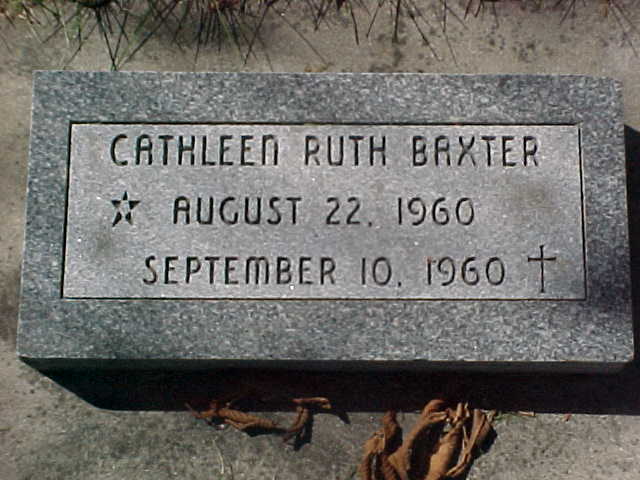 CATHLEEN RUTH BAXTER
AUGUST 22, 1960
SEPTEMBER 10, 1960